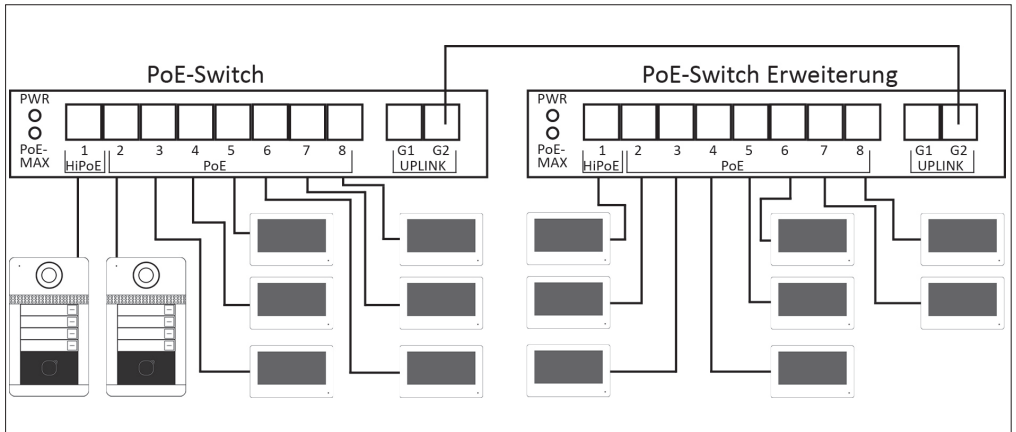 PoE-Switch
PWR
PoE-
MAX
1 2 3 4 5 6 7 8 G1 G2
HiPoE PoE UPLINK
PoE-Switch Erweiterung
PWR
PoE-
MAX
1 2 3 4 5 6 7 8 G1 G2
HiPoE PoE UPLINK